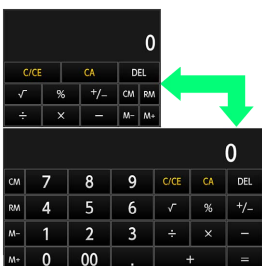 0
C/CE CA DEL
√ % +/− CM RM
÷ × − M− M+
0
CM 7 8 9 C/CE CA DEL
RM 4 5 6 √ % +/−
M− 1 2 3 ÷ × −
M+ 0 00 . + =